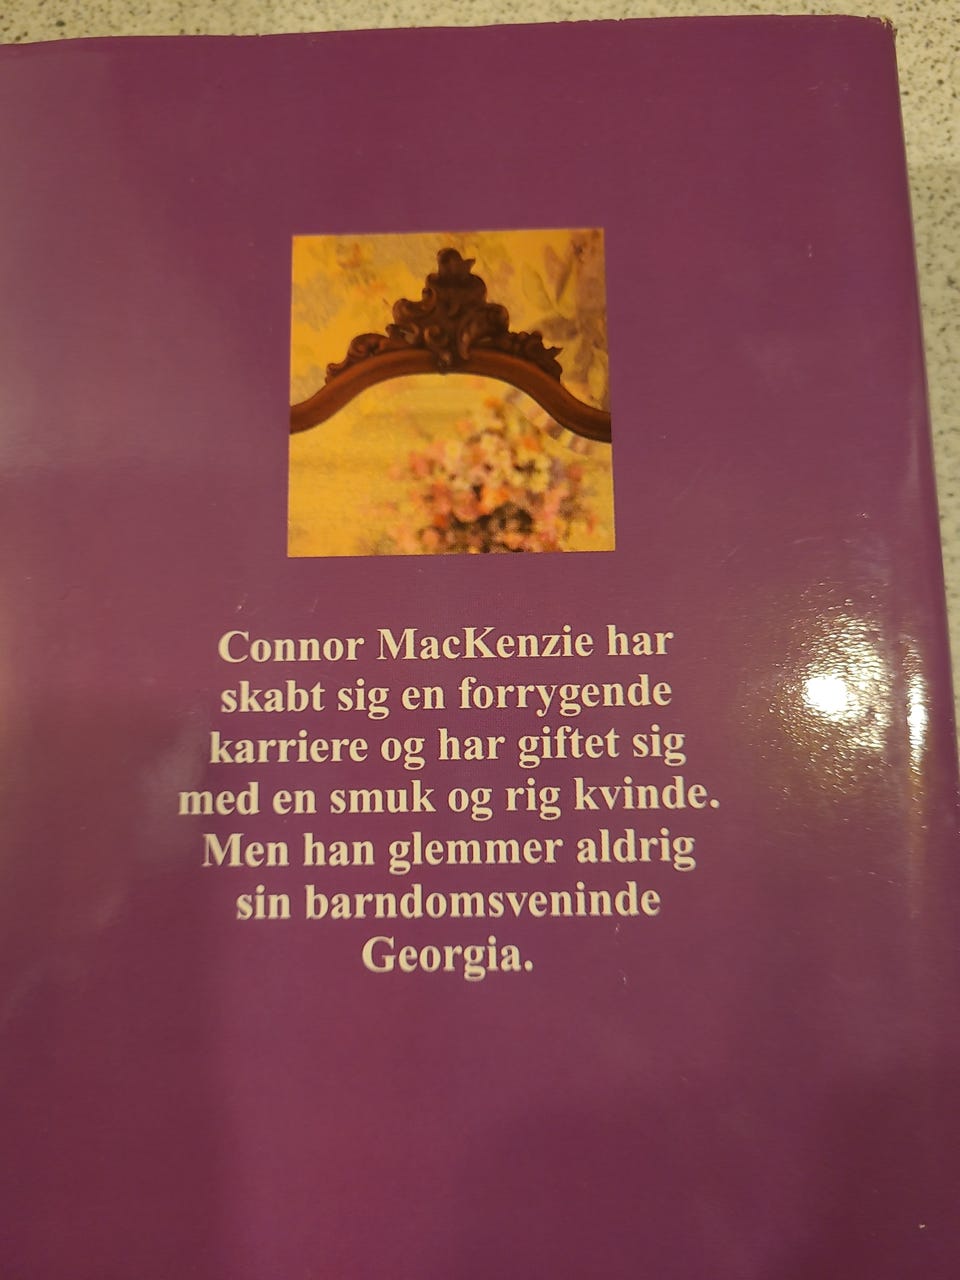 Connor MacKenzie har
skabt sig en forrygende
karriere og har giftet sig
med en smuk og rig kvinde.
Men han glemmer aldrig
sin barndomsveninde
Georgia.